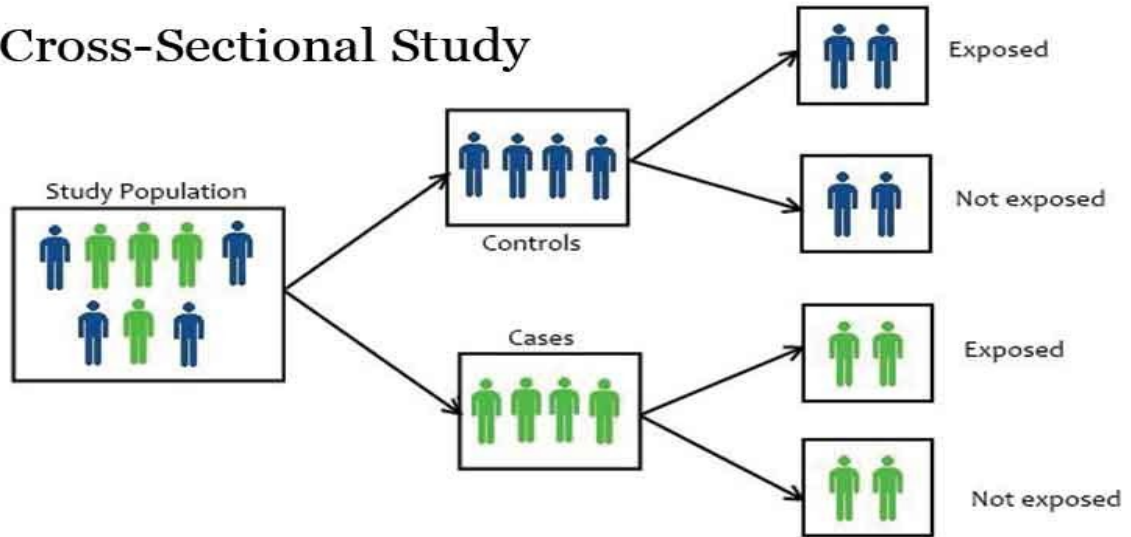 Cross-Sectional Study
Study Population
Controls
Cases
Exposed
Not exposed
Exposed
Not exposed